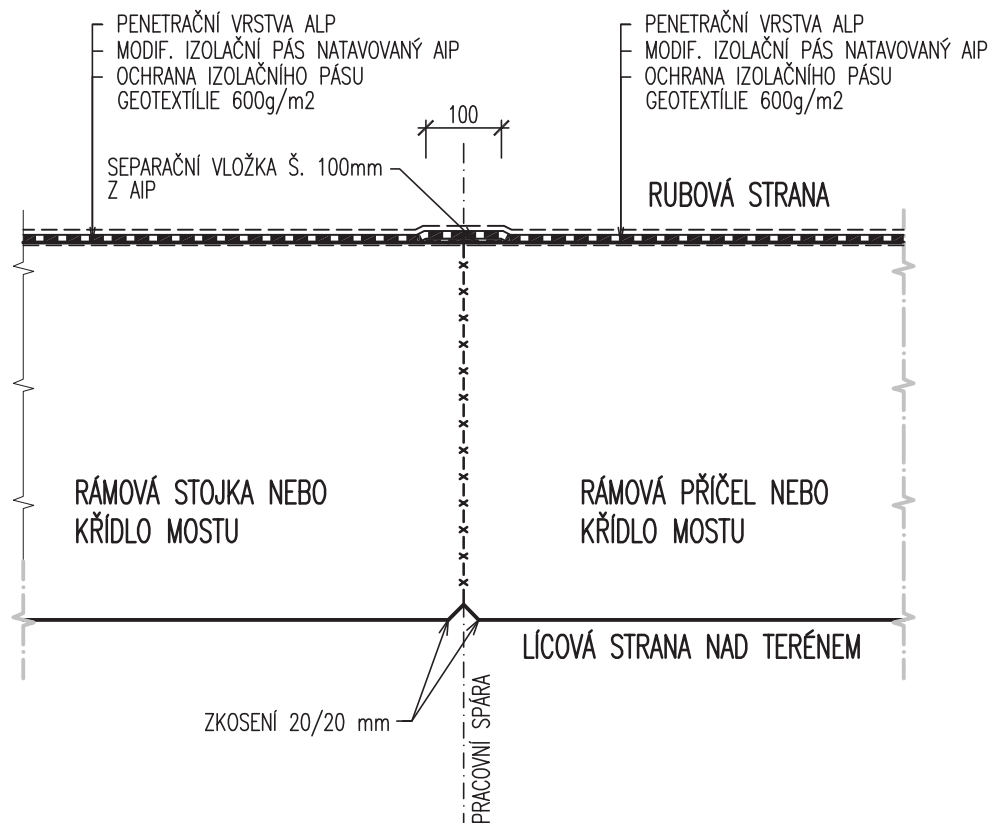 PENETRAČNÍ VRSTVA ALP
MODIF. IZOLAČNÍ PÁS NATAVOVANÝ AIP
OCHRANA IZOLAČNÍHO PÁSU
GEOTEXTÍLIE 600g/m2
PENETRAČNÍ VRSTVA ALP
MODIF. IZOLAČNÍ PÁS NATAVOVANÝ AIP
OCHRANA IZOLAČNÍHO PÁSU
GEOTEXTÍLIE 600g/m2
100
SEPARAČNÍ VLOŽKA Š. 100mm
Z AIP
RUBOVÁ STRANA
RÁMOVÁ STOJKA NEBO
KŘÍDLO MOSTU
RÁMOVÁ PŘÍČEL NEBO
KŘÍDLO MOSTU
LÍCOVÁ STRANA NAD TERÉNEM
ZKOSENÍ 20/20 mm
PRACOVNÍ SPÁRA